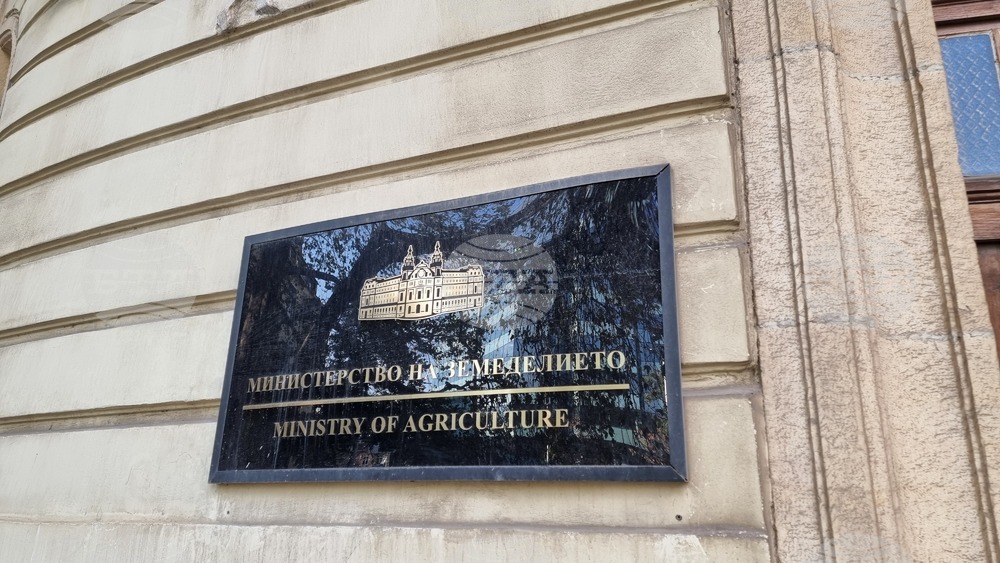 МИНИСТЕРСТВО НА ЗЕМЕДЕЛИЕТО
MINISTRY OF AGRICULTURE